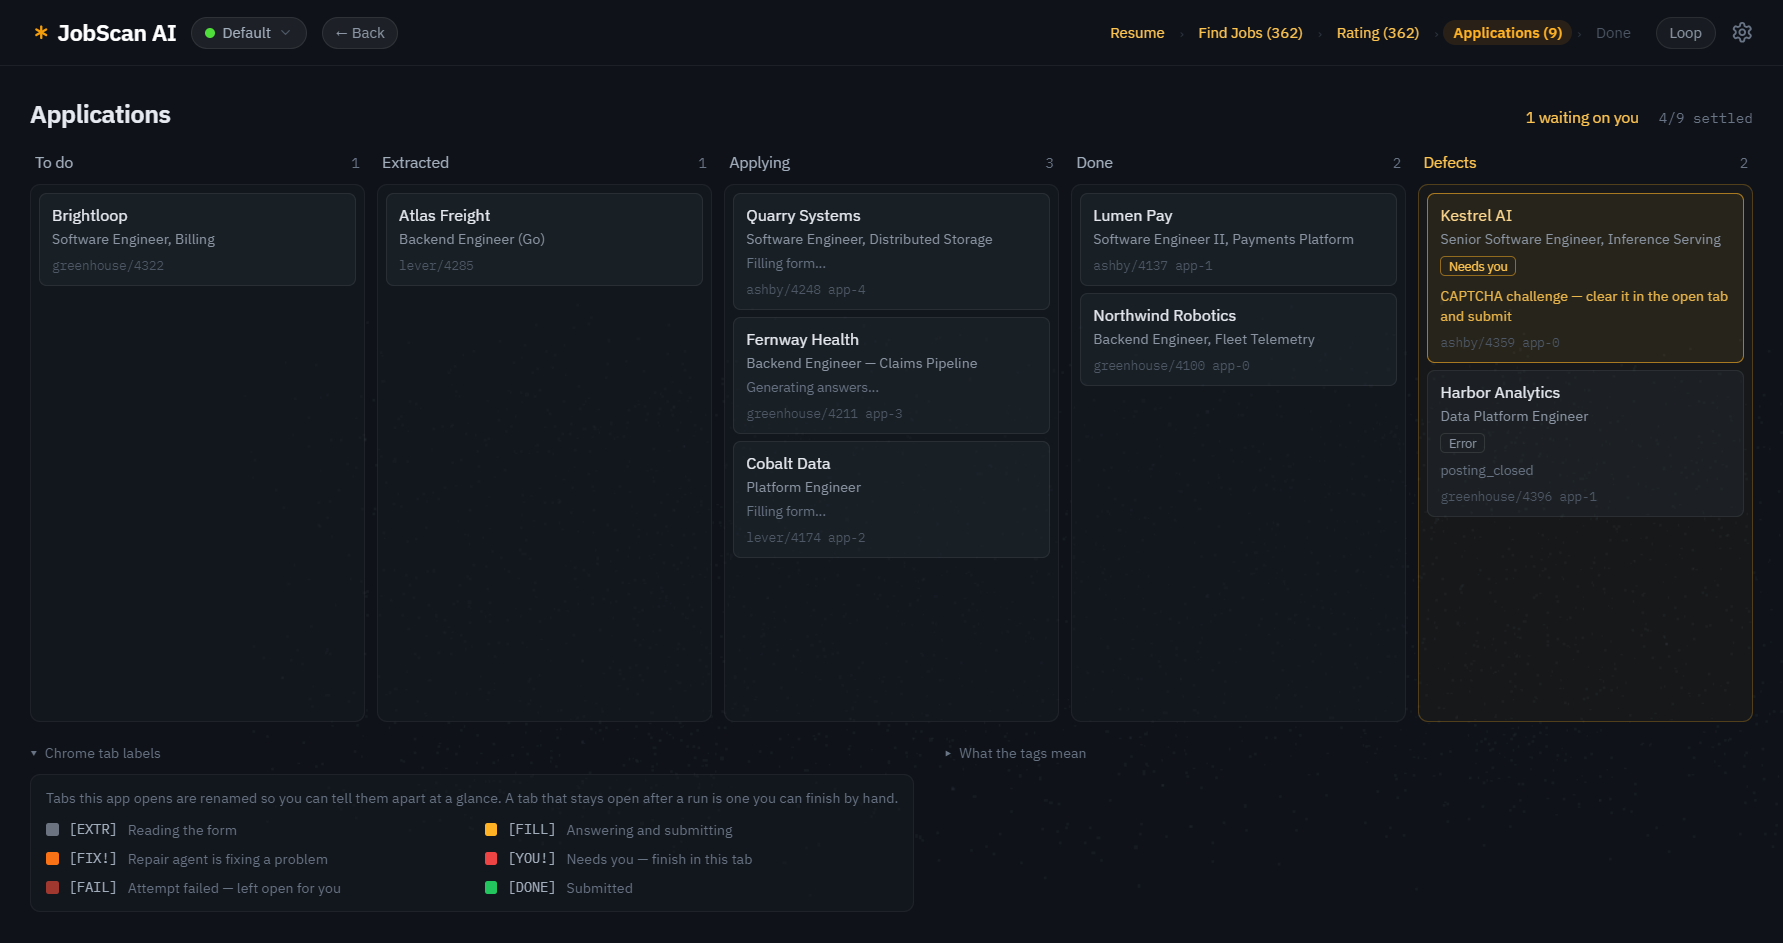 * JobScan AI
Default
← Back
Resume › Find Jobs (362) › Rating (362) › Applications (9) › Done
Loop
Applications
1 waiting on you 4/9 settled
To do 1
Brightloop
Software Engineer, Billing
greenhouse/4322
Extracted 1
Atlas Freight
Backend Engineer (Go)
lever/4285
Applying 3
Quarry Systems
Software Engineer, Distributed Storage
Filling form...
ashby/4248 app-4
Fernway Health
Backend Engineer — Claims Pipeline
Generating answers...
greenhouse/4211 app-3
Cobalt Data
Platform Engineer
Filling form...
lever/4174 app-2
Done 2
Lumen Pay
Software Engineer II, Payments Platform
ashby/4137 app-1
Northwind Robotics
Backend Engineer, Fleet Telemetry
greenhouse/4100 app-0
Defects 2
Kestrel AI
Senior Software Engineer, Inference Serving
Needs you
CAPTCHA challenge — clear it in the open tab
and submit
ashby/4359 app-0
Harbor Analytics
Data Platform Engineer
Error
posting_closed
greenhouse/4396 app-1
▾ Chrome tab labels
Tabs this app opens are renamed so you can tell them apart at a glance. A tab that stays open after a run is one you can finish by hand.
[EXTR] Reading the form
[FILL] Answering and submitting
[FIX!] Repair agent is fixing a problem
[YOU!] Needs you — finish in this tab
[FAIL] Attempt failed — left open for you
[DONE] Submitted
▸ What the tags mean